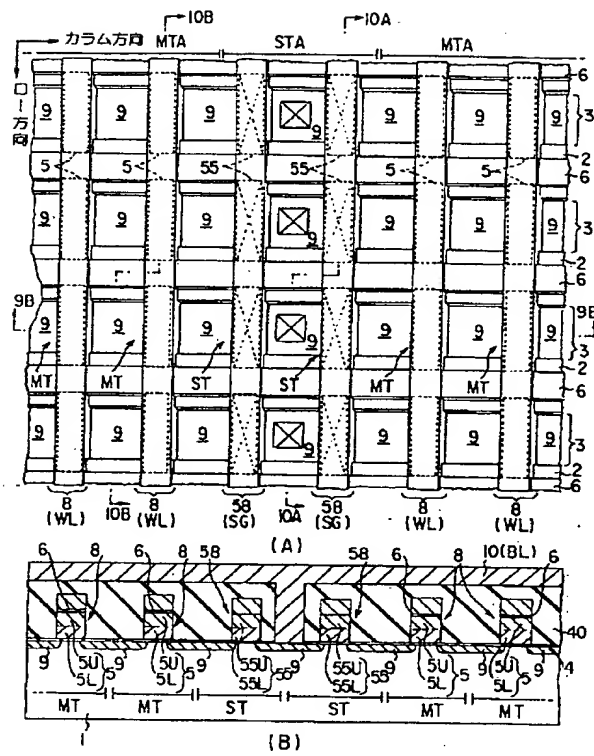 10B 10A
カラム方向 MTA STA MTA
ロー方向
6
9 9 9 9 9 9 9 3
5 5 55 55 5 5 2
6
9 9 9 9 9 9 9 3
2
6
9B 9B
9 9 9 9 9 9 9 3
MT MT ST ST MT MT 2
6
9 9 9 9 9 9 9 3
2
6
8 10B 8 58 10A 58 8 8
(WL) (WL) (SG) (SG) (WL) (WL)
(A)
10(BL)
6 8 6 8 58 58 6 8 6
40
9 5U 9 5U 9 55U 9 55U 9 5U 9 5U 9 4
5L 5 5L 5 55L 55 55L 55 5L 5 5L 5
MT MT ST ST MT MT
1
(B)